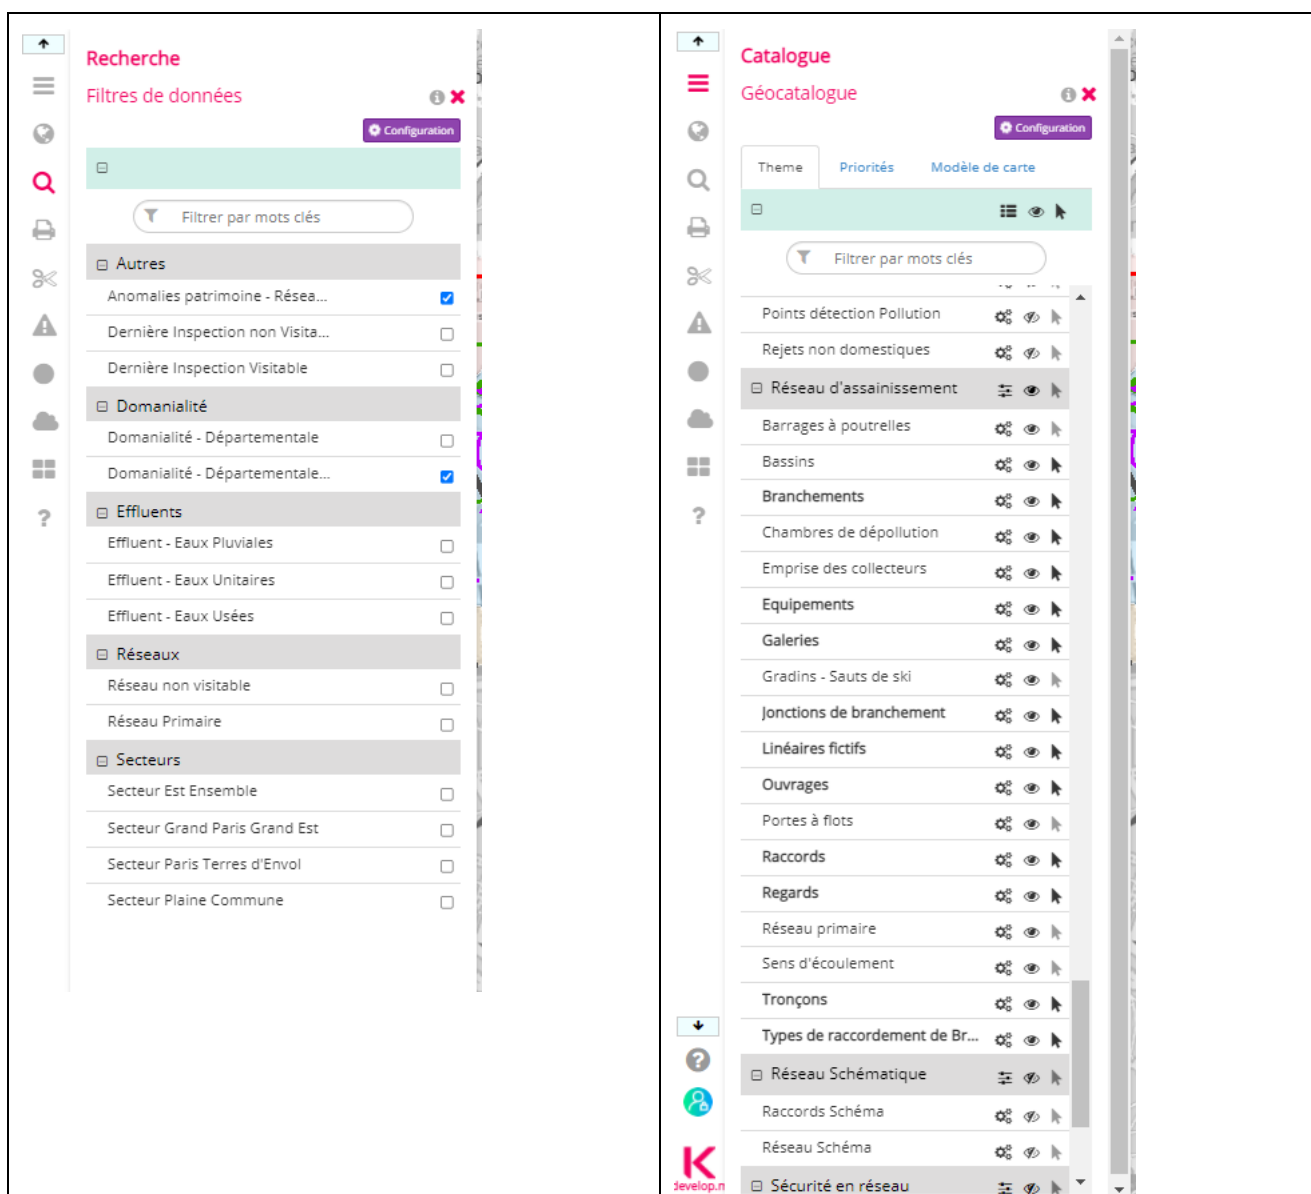 Recherche
Filtres de données
Configuration
Filtrer par mots clés
Autres
Anomalies patrimoine - Résea...
Dernière Inspection non Visita...
Dernière Inspection Visitable
Domanialité
Domanialité - Départementale
Domanialité - Départementale...
Effluents
Effluent - Eaux Pluviales
Effluent - Eaux Unitaires
Effluent - Eaux Usées
Réseaux
Réseau non visitable
Réseau Primaire
Secteurs
Secteur Est Ensemble
Secteur Grand Paris Grand Est
Secteur Paris Terres d'Envol
Secteur Plaine Commune
?
Catalogue
Géocatalogue
Configuration
Theme Priorités Modèle de carte
Filtrer par mots clés
Points détection Pollution
Rejets non domestiques
Réseau d'assainissement
Barrages à poutrelles
Bassins
Branchements
Chambres de dépollution
Emprise des collecteurs
Equipements
Galeries
Gradins - Sauts de ski
Jonctions de branchement
Linéaires fictifs
Ouvrages
Portes à flots
Raccords
Regards
Réseau primaire
Sens d'écoulement
Tronçons
Types de raccordement de Br...
Réseau Schématique
Raccords Schéma
Réseau Schéma
Sécurité en réseau
?
?
K
develop.n